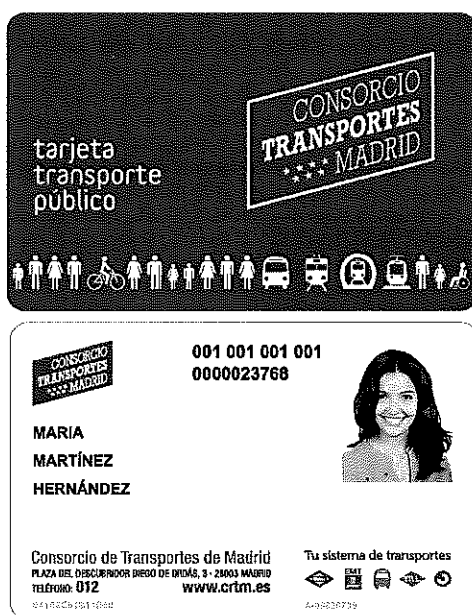 tarjeta
transporte
público
CONSORCIO
TRANSPORTES
MADRID
CONSORCIO
TRANSPORTES
MADRID
001 001 001 001
0000023768
MARIA
MARTÍNEZ
HERNÁNDEZ
Consorcio de Transportes de Madrid
PLAZA DEL DESCUBRIDOR DIEGO DE ORDÁS, 3 - 28003 MADRID
TELÉFONO: 012 www.crtm.es
Tu sistema de transportes
EMT